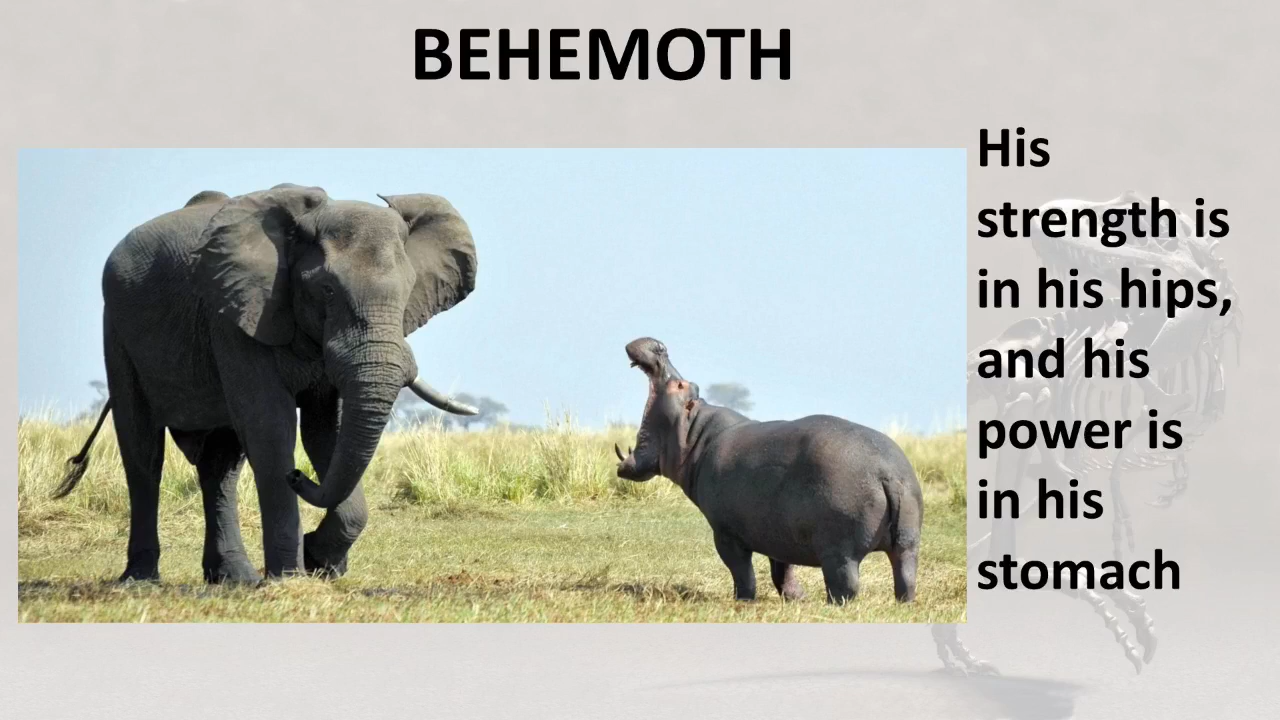 BEHEMOTH
His
strength is
in his hips,
and his
power is
in his
stomach